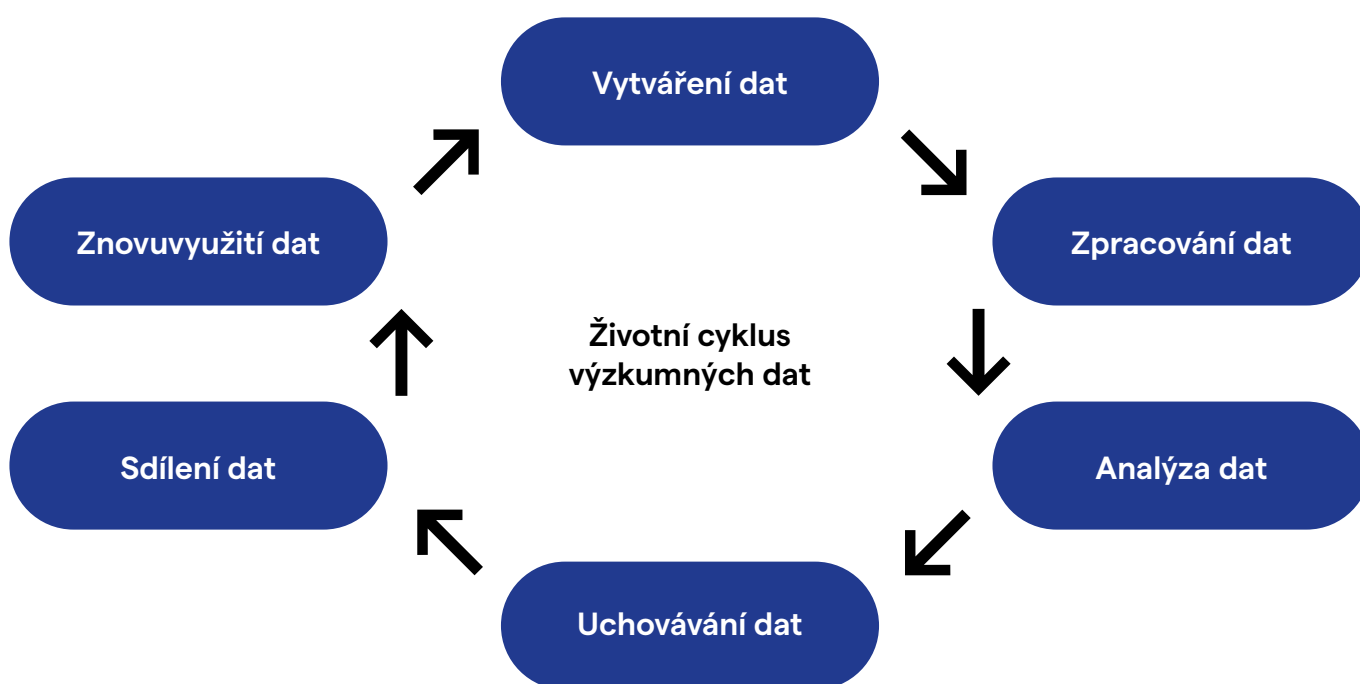 Vytváření dat
Znovuvyužití dat
Zpracování dat
Životní cyklus
výzkumných dat
Sdílení dat
Analýza dat
Uchovávání dat